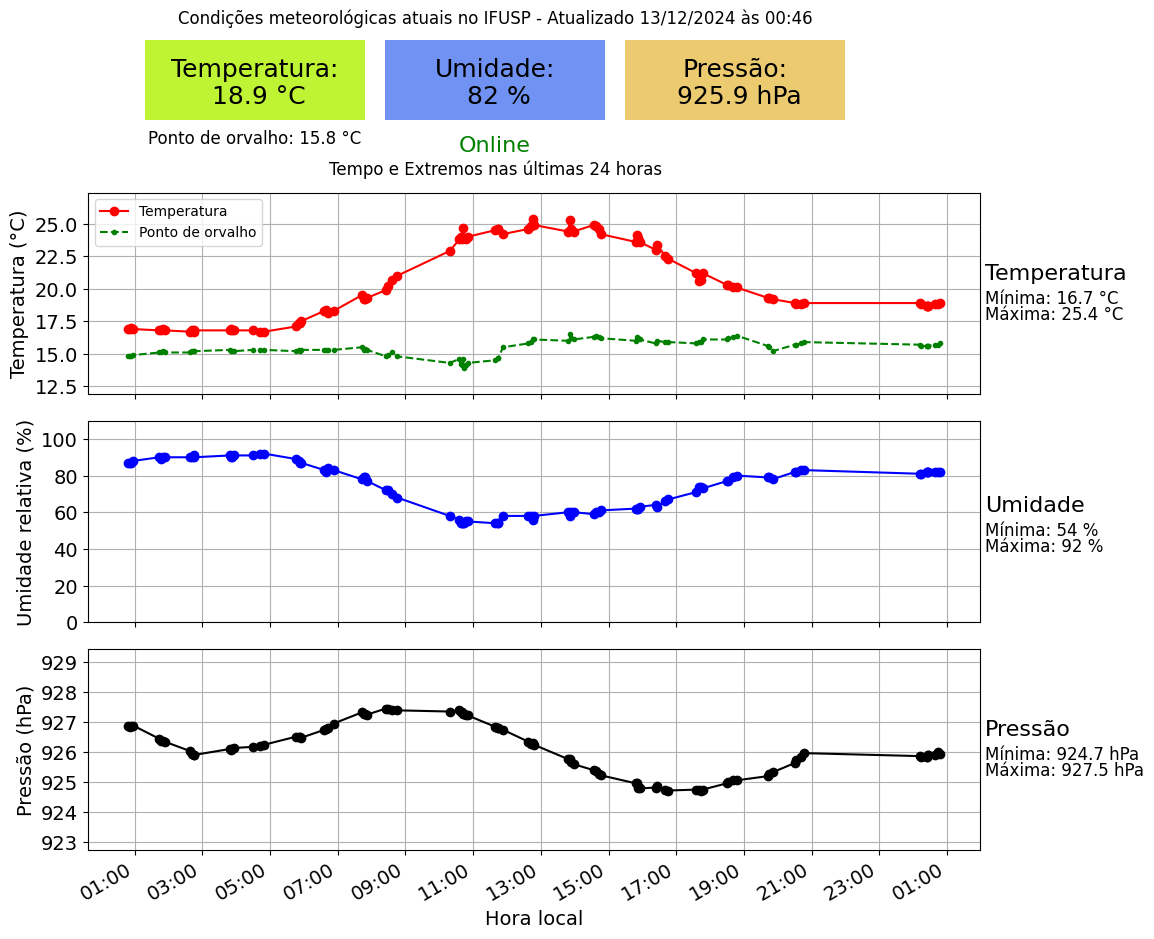 Condições meteorológicas atuais no IFUSP - Atualizado 13/12/2024 às 00:46
Temperatura:
18.9 °C
Umidade:
82 %
Pressão:
925.9 hPa
Ponto de orvalho: 15.8 °C
Online
Tempo e Extremos nas últimas 24 horas
Temperatura (°C)
25.0
22.5
20.0
17.5
15.0
12.5
Temperatura
Ponto de orvalho
Temperatura
Mínima: 16.7 °C
Máxima: 25.4 °C
Umidade relativa (%)
100
80
60
40
20
0
Umidade
Mínima: 54 %
Máxima: 92 %
Pressão (hPa)
929
928
927
926
925
924
923
Pressão
Mínima: 924.7 hPa
Máxima: 927.5 hPa
01:00 03:00 05:00 07:00 09:00 11:00 13:00 15:00 17:00 19:00 21:00 23:00 01:00
Hora local